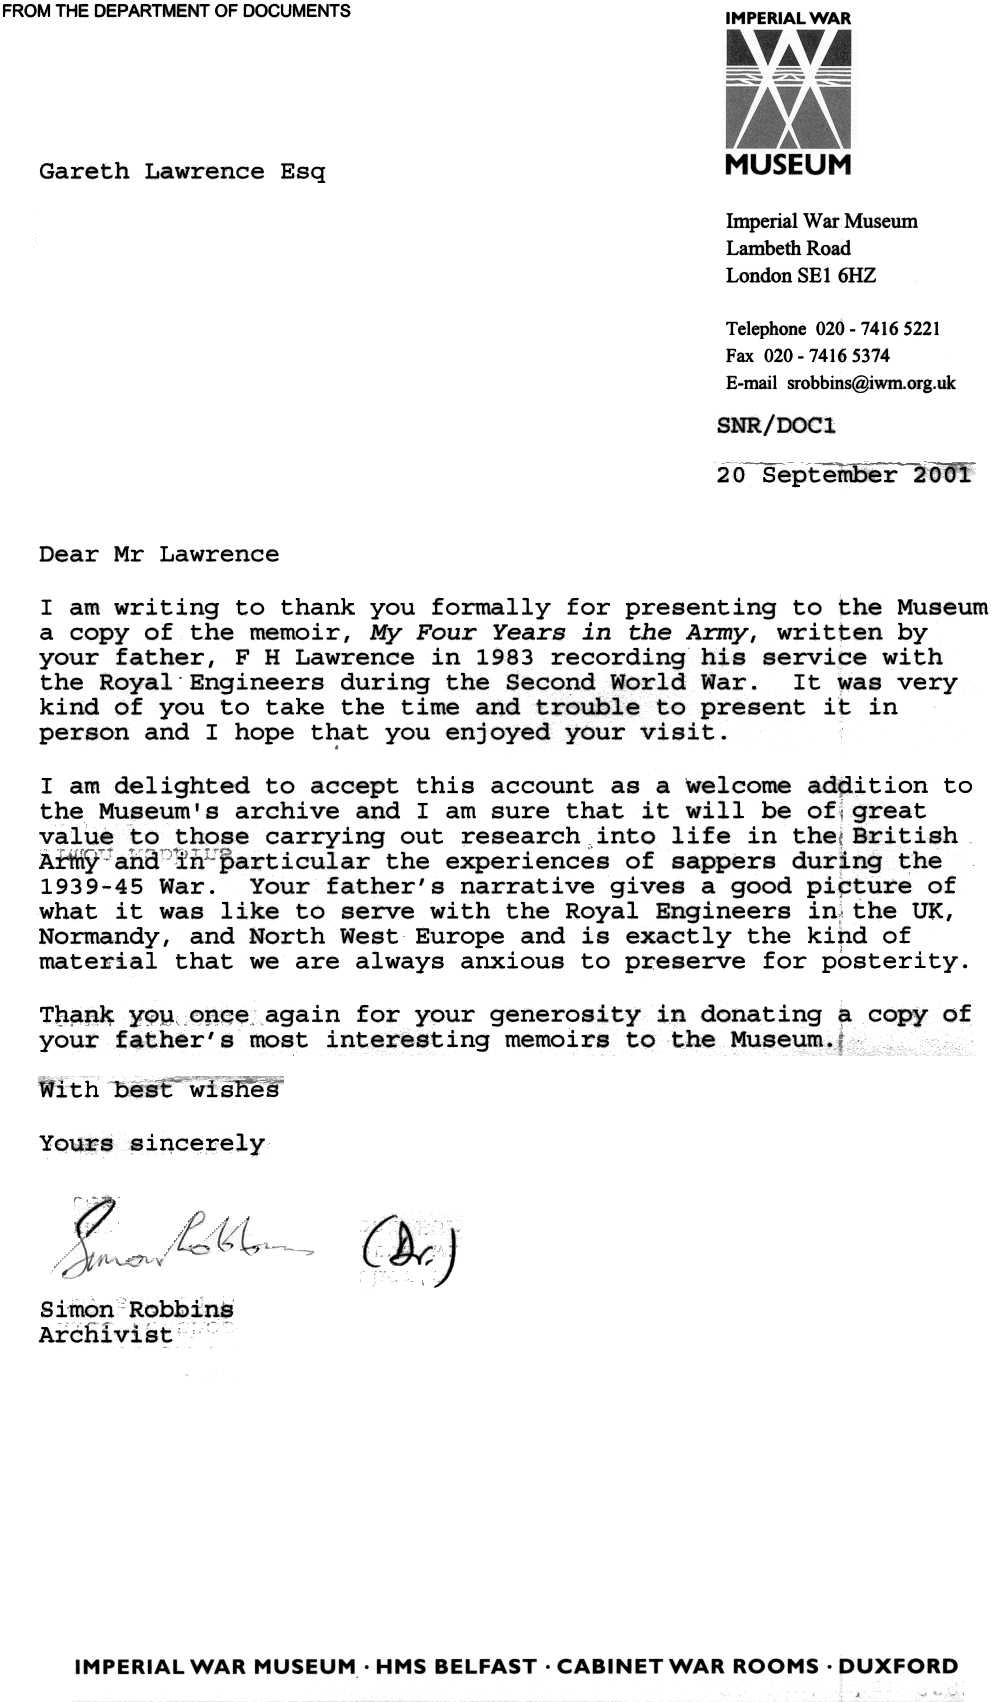 FROM THE DEPARTMENT OF DOCUMENTS
IMPERIAL WAR
MUSEUM
Gareth Lawrence Esq
Imperial War Museum
Lambeth Road
London SE1 6HZ
Telephone 020 - 7416 5221
Fax 020 - 7416 5374
E-mail srobbins@iwm.org.uk
SNR/DOC1
20 September 2001
Dear Mr Lawrence
I am writing to thank you formally for presenting to the Museum
a copy of the memoir, My Four Years in the Army, written by
your father, F H Lawrence in 1983 recording his service with
the Royal Engineers during the Second World War. It was very
kind of you to take the time and trouble to present it in
person and I hope that you enjoyed your visit.
I am delighted to accept this account as a welcome addition to
the Museum's archive and I am sure that it will be of great
value to those carrying out research into life in the British
Army and in particular the experiences of sappers during the
1939-45 War. Your father's narrative gives a good picture of
what it was like to serve with the Royal Engineers in the UK,
Normandy, and North West Europe and is exactly the kind of
material that we are always anxious to preserve for posterity.
Thank you once again for your generosity in donating a copy of
your father's most interesting memoirs to the Museum.
With best wishes
Yours sincerely
Simon Robbins (Dr.)
Simon Robbins
Archivist
IMPERIAL WAR MUSEUM · HMS BELFAST · CABINET WAR ROOMS · DUXFORD